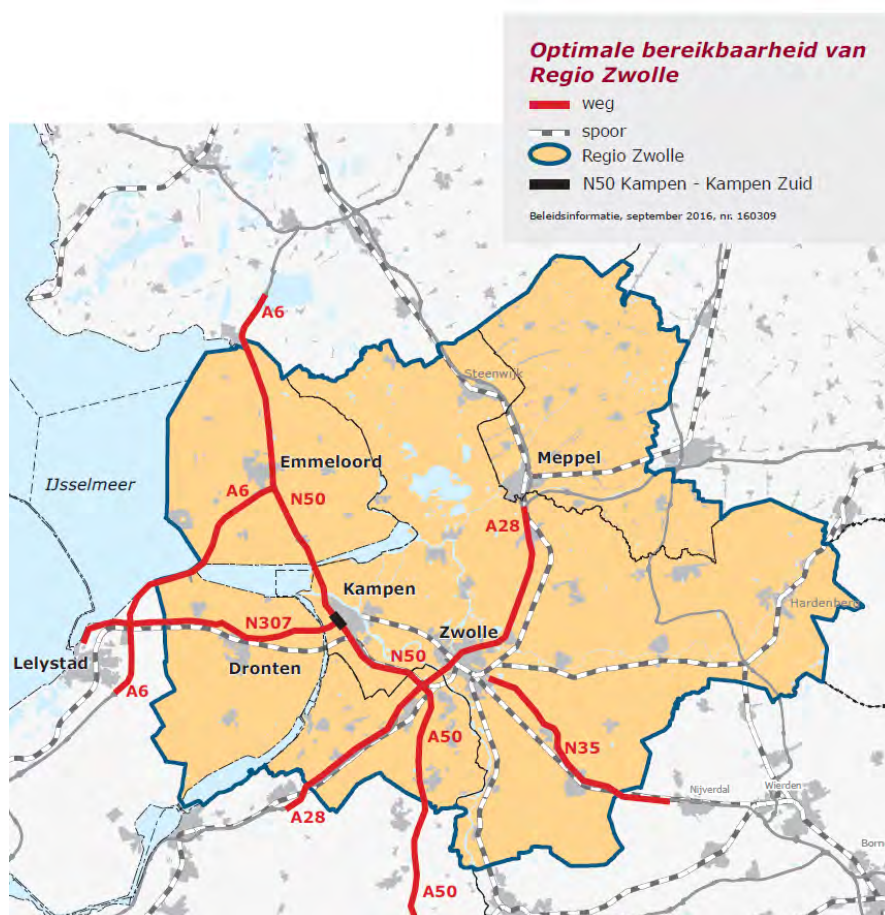 Optimale bereikbaarheid van
Regio Zwolle
weg
spoor
Regio Zwolle
N50 Kampen - Kampen Zuid
Beleidsinformatie, september 2016, nr. 160309
A6
Steenwijk
Meppel
Emmeloord
IJsselmeer
A6
N50
A28
Kampen
Hardenberg
N307
Zwolle
Lelystad
Dronten
N50
A6
A50
N35
Nijverdal
Wierden
A28
Born
A50